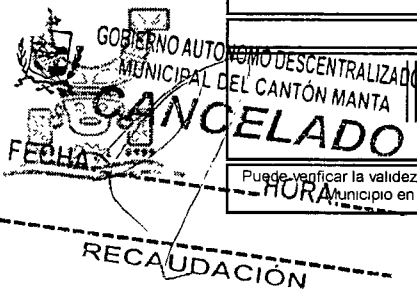 GOBIERNO AUTONOMO DESCENTRALIZADO
MUNICIPAL DEL CANTÓN MANTA
CANCELADO
FECHA:
HORA:
Puede verificar la validez
Municipio en
RECAUDACIÓN